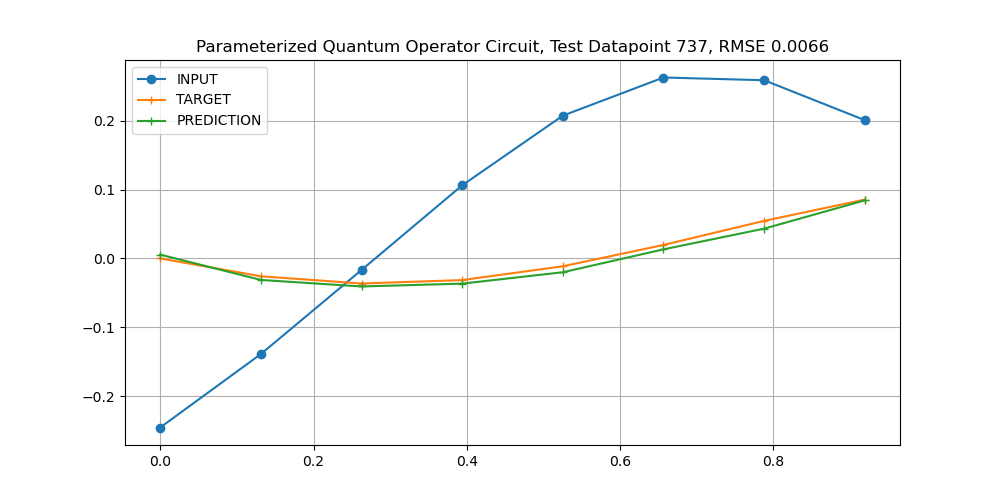 Parameterized Quantum Operator Circuit, Test Datapoint 737, RMSE 0.0066
INPUT
TARGET
PREDICTION
0.2
0.1
0.0
−0.1
−0.2
0.0 0.2 0.4 0.6 0.8